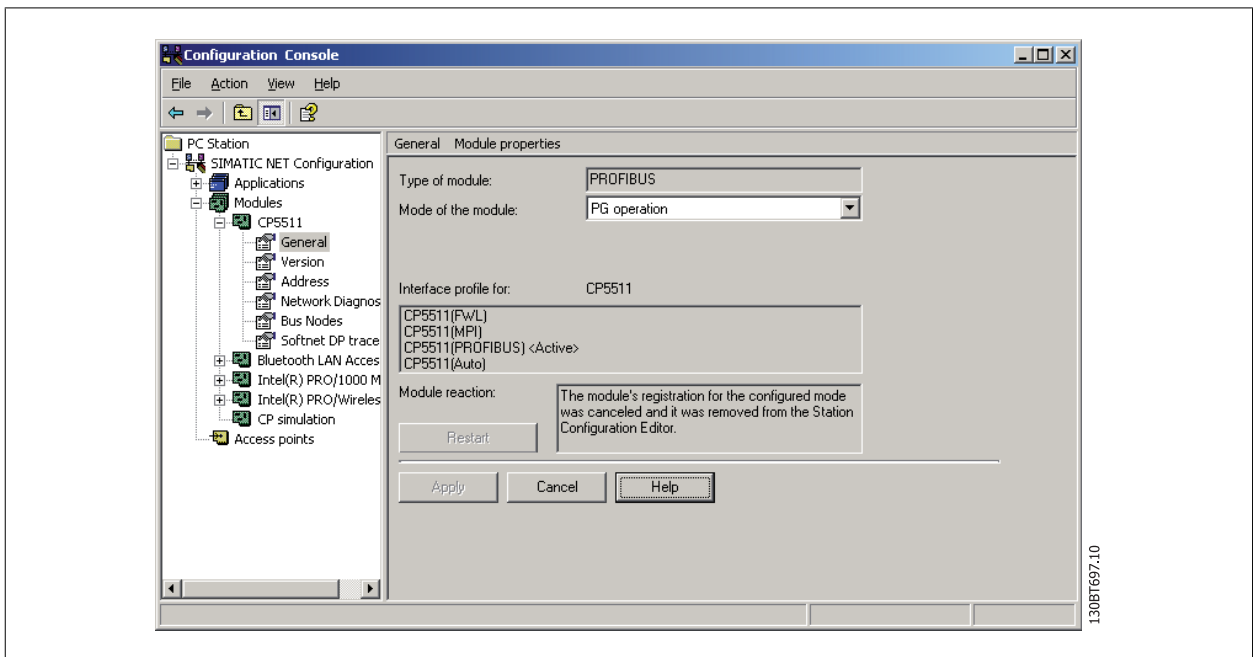 Configuration Console
File Action View Help
PC Station
SIMATIC NET Configuration
Applications
Modules
CP5511
General
Version
Address
Network Diagnos
Bus Nodes
Softnet DP trace
Bluetooth LAN Acces
Intel(R) PRO/1000 M
Intel(R) PRO/Wireles
CP simulation
Access points
General Module properties
Type of module: PROFIBUS
Mode of the module: PG operation
Interface profile for: CP5511
CP5511(FWL)
CP5511(MPI)
CP5511(PROFIBUS) <Active>
CP5511(Auto)
Module reaction:
The module's registration for the configured mode
was canceled and it was removed from the Station
Configuration Editor.
Restart
Apply Cancel Help
130BT697.10